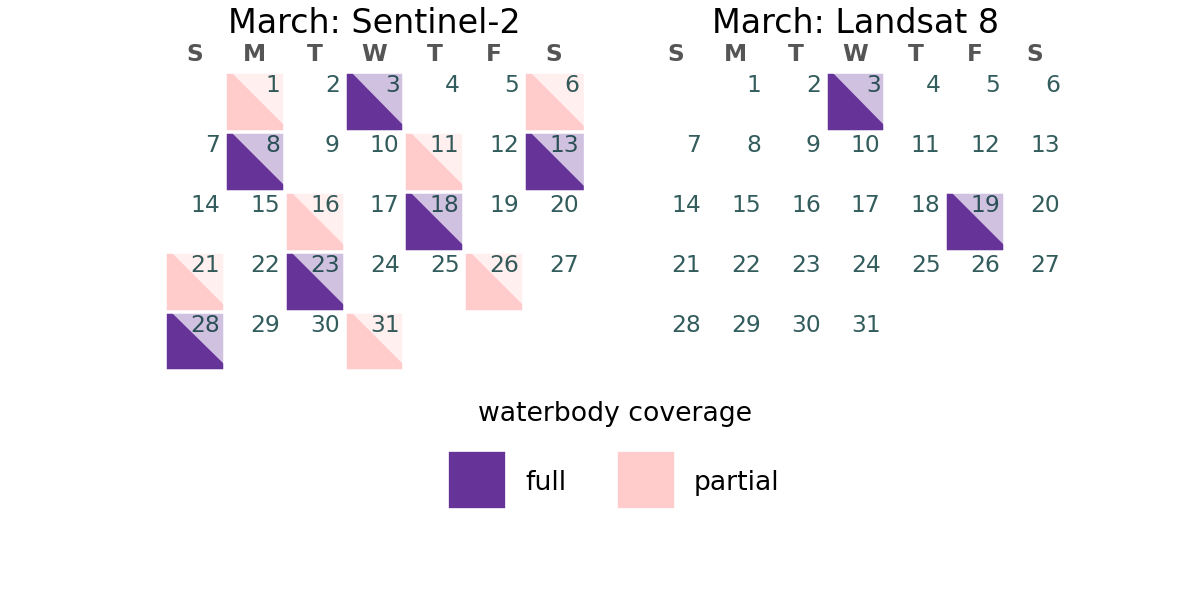 March: Sentinel-2
S M T W T F S
1 2 3 4 5 6
7 8 9 10 11 12 13
14 15 16 17 18 19 20
21 22 23 24 25 26 27
28 29 30 31
March: Landsat 8
S M T W T F S
1 2 3 4 5 6
7 8 9 10 11 12 13
14 15 16 17 18 19 20
21 22 23 24 25 26 27
28 29 30 31
waterbody coverage
full partial